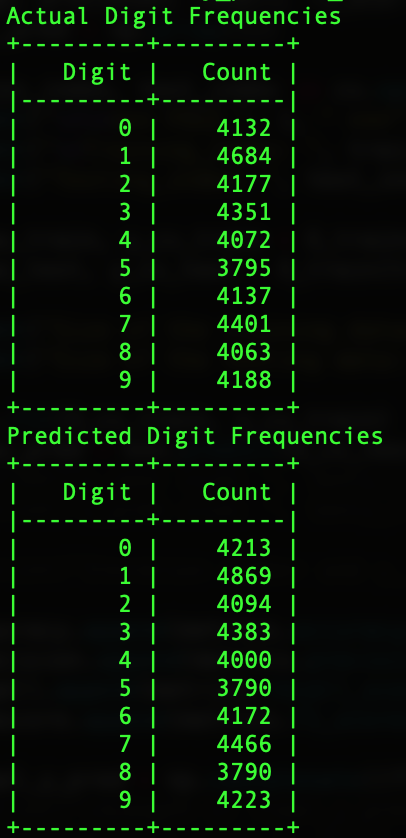 Actual Digit Frequencies
+---------+---------+
|   Digit |   Count |
|---------+---------|
|       0 |    4132 |
|       1 |    4684 |
|       2 |    4177 |
|       3 |    4351 |
|       4 |    4072 |
|       5 |    3795 |
|       6 |    4137 |
|       7 |    4401 |
|       8 |    4063 |
|       9 |    4188 |
+---------+---------+
Predicted Digit Frequencies
+---------+---------+
|   Digit |   Count |
|---------+---------|
|       0 |    4213 |
|       1 |    4869 |
|       2 |    4094 |
|       3 |    4383 |
|       4 |    4000 |
|       5 |    3790 |
|       6 |    4172 |
|       7 |    4466 |
|       8 |    3790 |
|       9 |    4223 |
+---------+---------+